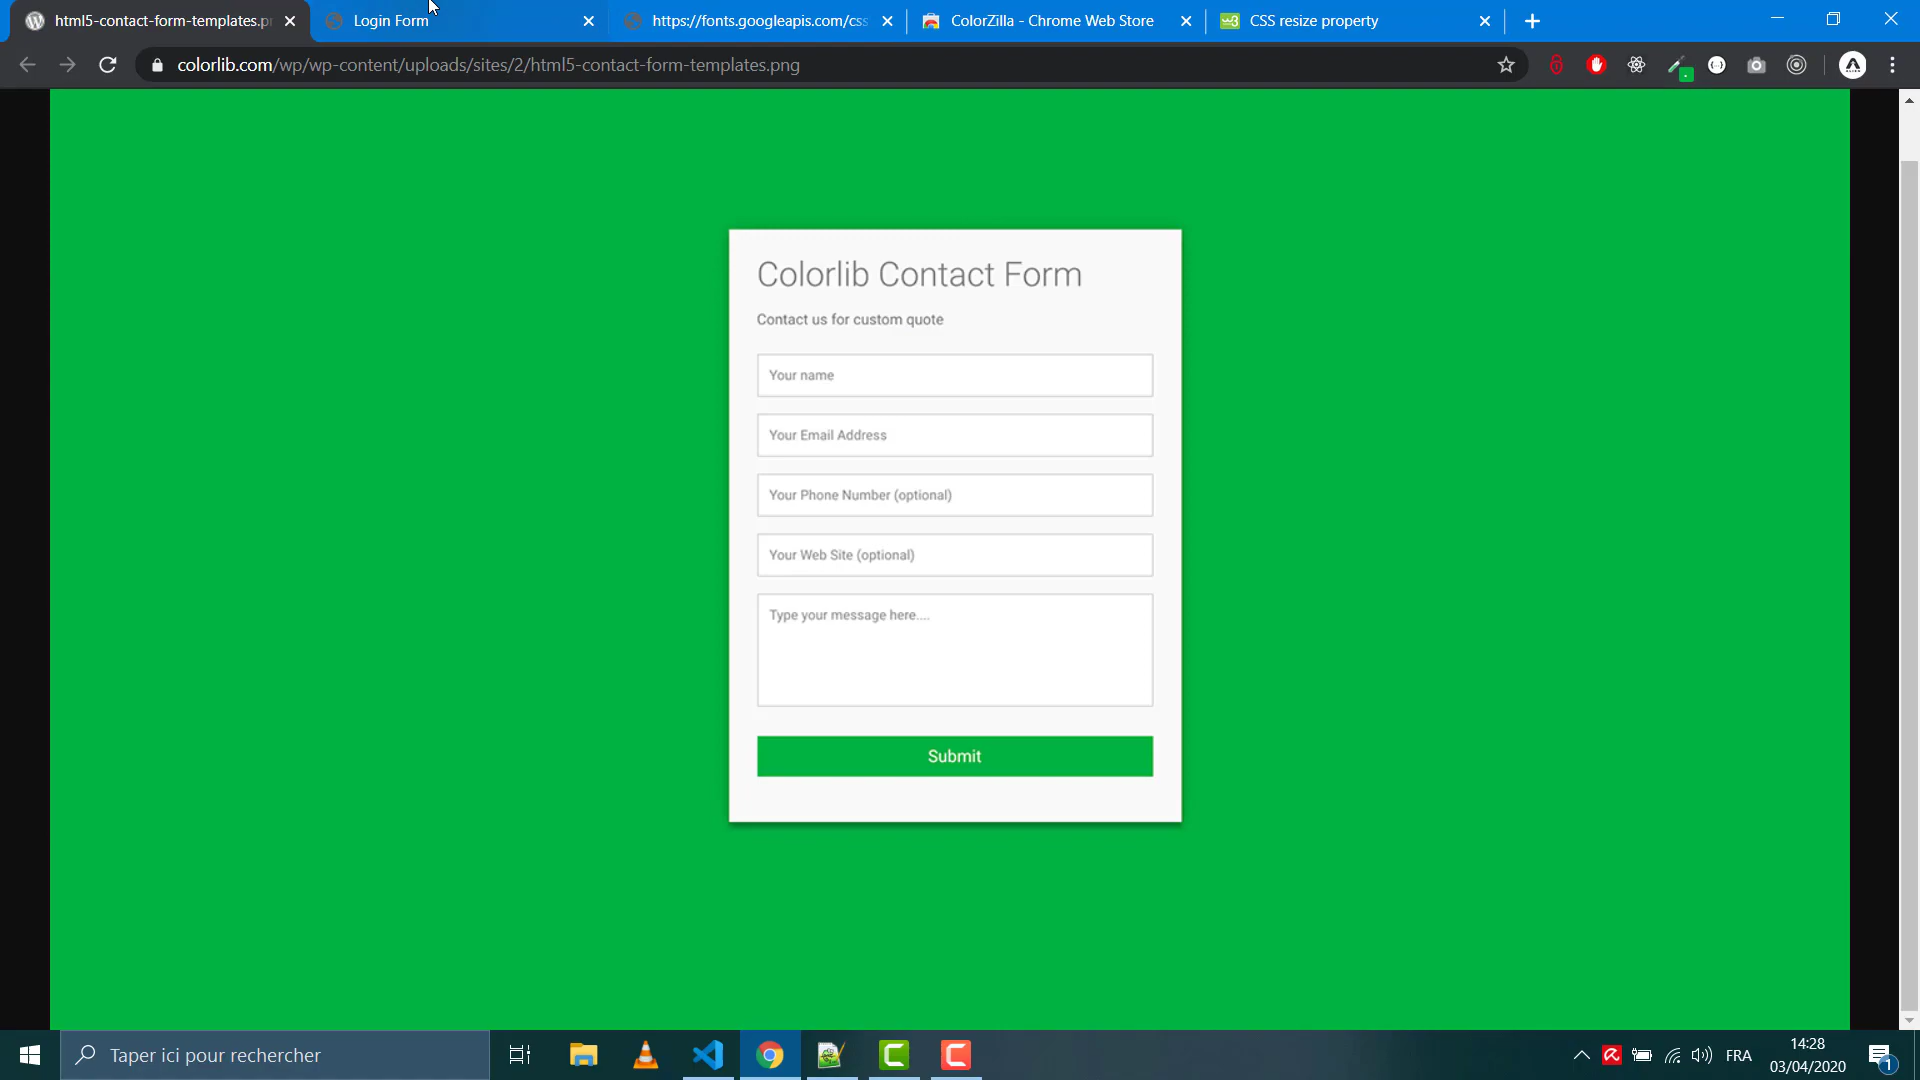 html5-contact-form-templates.pn
Login Form
https://fonts.googleapis.com/css
ColorZilla - Chrome Web Store
CSS resize property
colorlib.com/wp/wp-content/uploads/sites/2/html5-contact-form-templates.png
Colorlib Contact Form
Contact us for custom quote
Your name
Your Email Address
Your Phone Number (optional)
Your Web Site (optional)
Type your message here....
Submit
Taper ici pour rechercher
FRA
14:28
03/04/2020
1